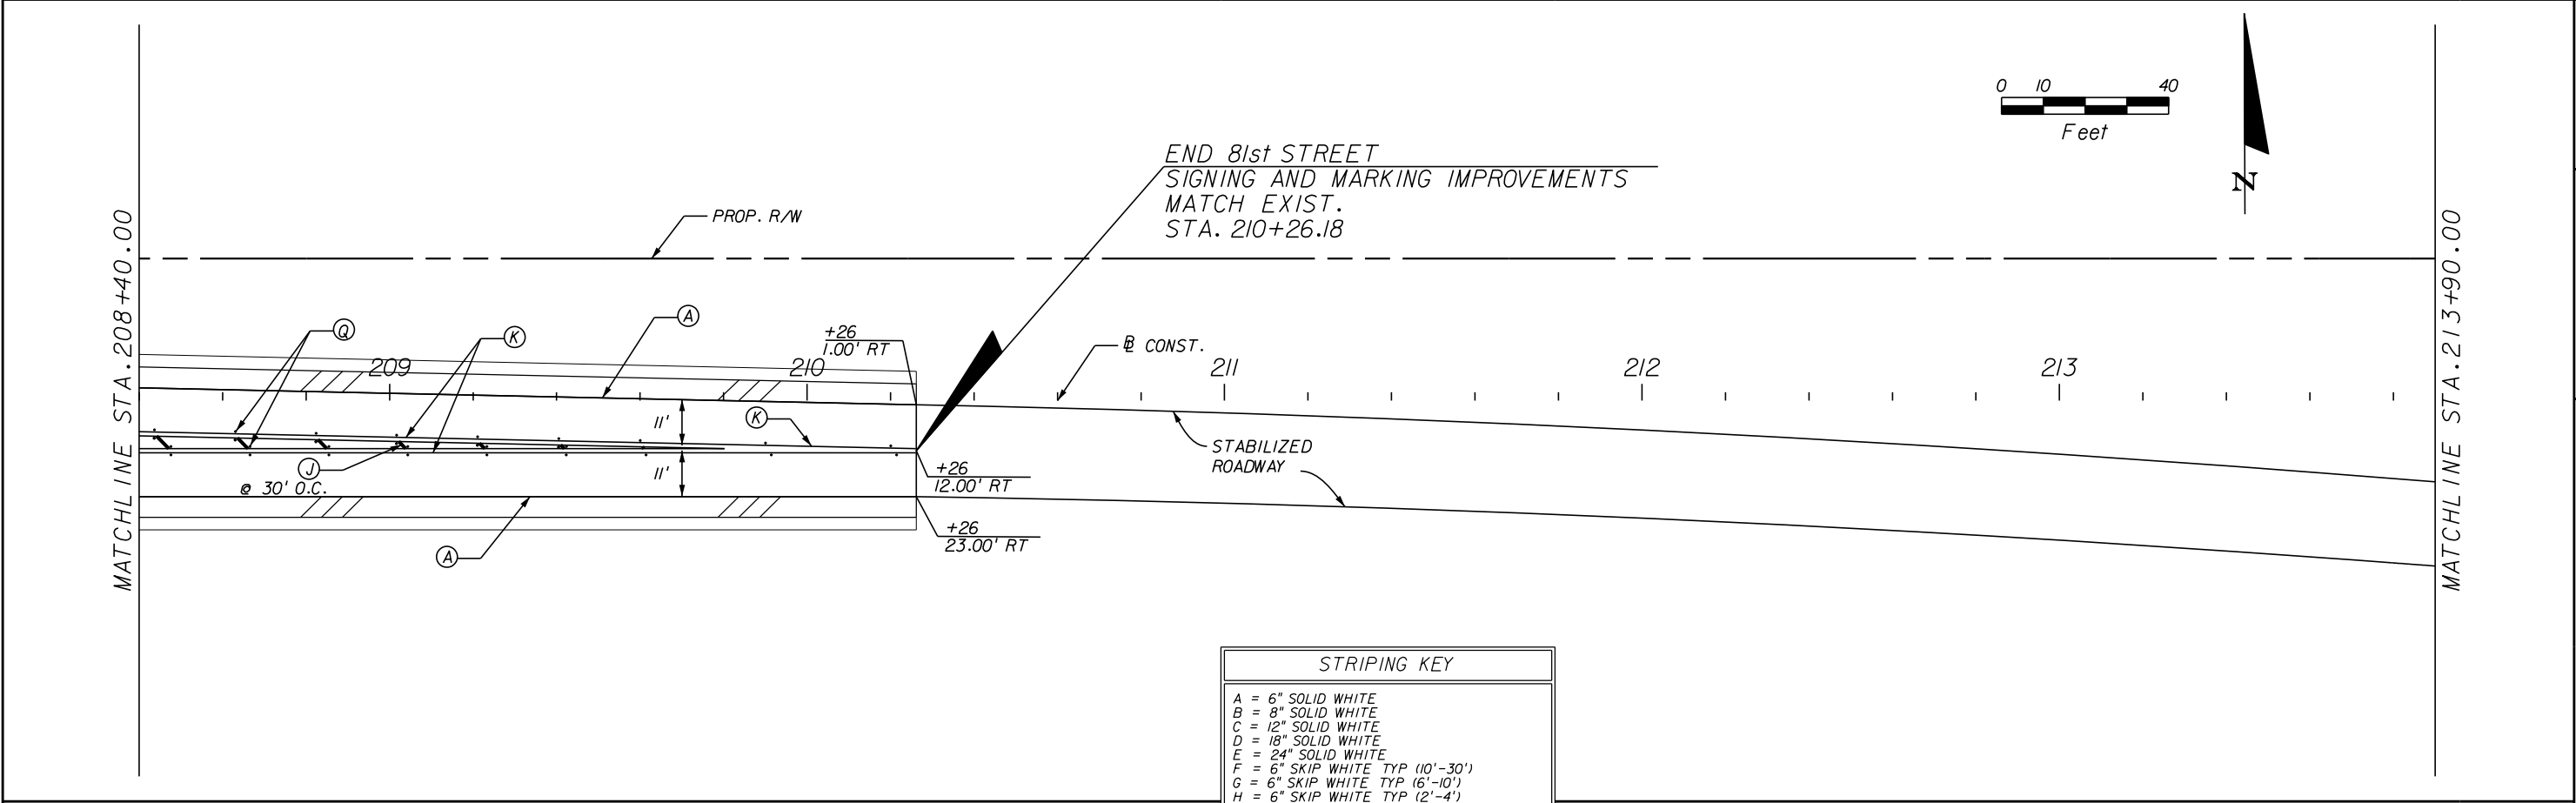 0 10 40
Feet
N
END 81st STREET
SIGNING AND MARKING IMPROVEMENTS
MATCH EXIST.
STA. 210+26.18
PROP. R/W
MATCHLINE STA.208+40.00
MATCHLINE STA.213+90.00
Q
K
A
+26
1.00' RT
B CONST.
209
210
211
212
213
11'
K
STABILIZED
ROADWAY
J
@ 30' O.C.
11'
+26
12.00' RT
+26
23.00' RT
A
STRIPING KEY
A = 6" SOLID WHITE
B = 8" SOLID WHITE
C = 12" SOLID WHITE
D = 18" SOLID WHITE
E = 24" SOLID WHITE
F = 6" SKIP WHITE TYP (10'-30')
G = 6" SKIP WHITE TYP (6'-10')
H = 6" SKIP WHITE TYP (2'-4')